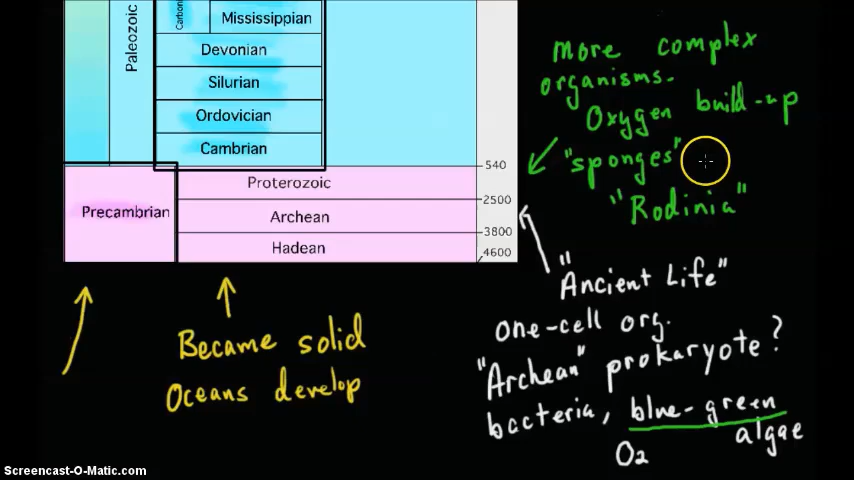 Paleozoic
Carbon
Mississippian
Devonian
Silurian
Ordovician
Cambrian
540
Precambrian
Proterozoic
2500
Archean
3800
Hadean
4600
More complex
organisms.
Oxygen build-up
"sponges"
"Rodinia"
"Ancient Life"
one-cell org.
"Archean" prokaryote?
bacteria, blue-green
algae
O2
Became solid
Oceans develop
Screencast-O-Matic.com